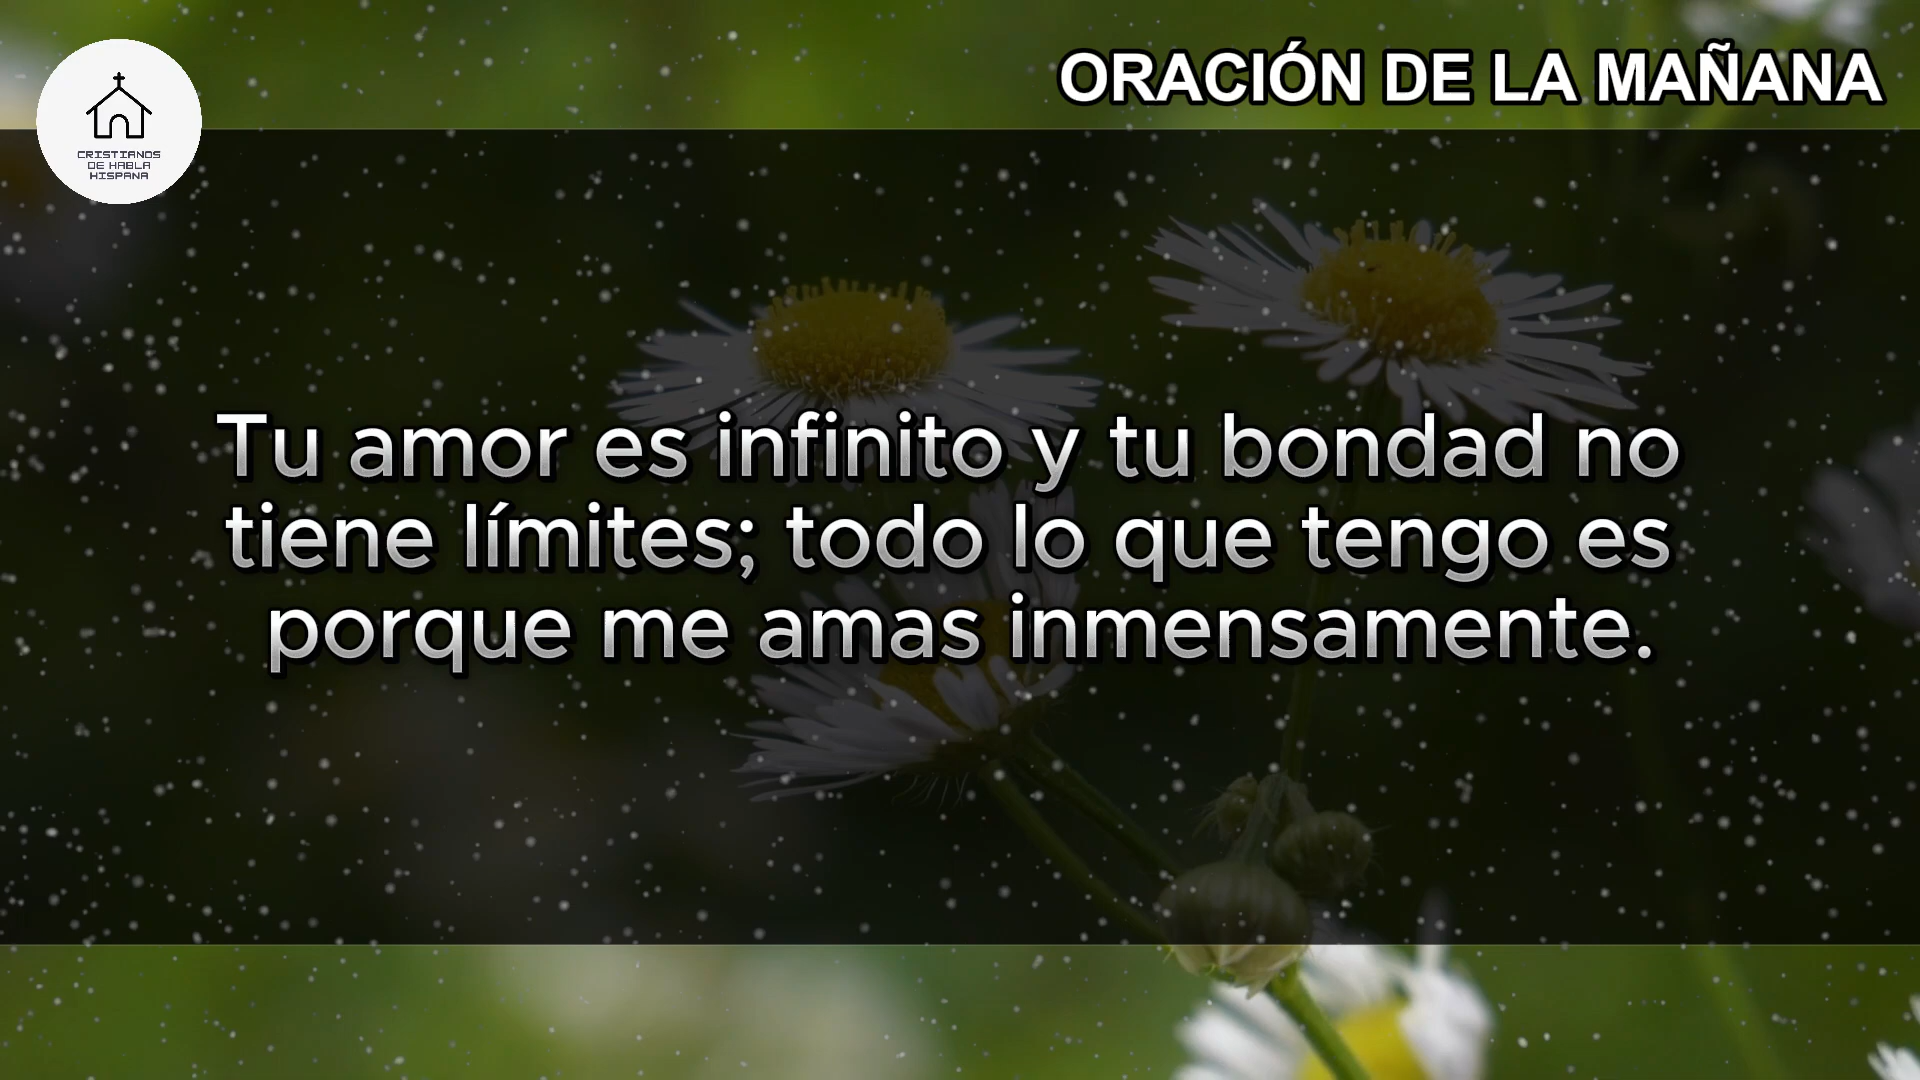 ORACIÓN DE LA MAÑANA
CRISTIANOS
DE HABLA
HISPANA
Tu amor es infinito y tu bondad no
tiene límites; todo lo que tengo es
porque me amas inmensamente.